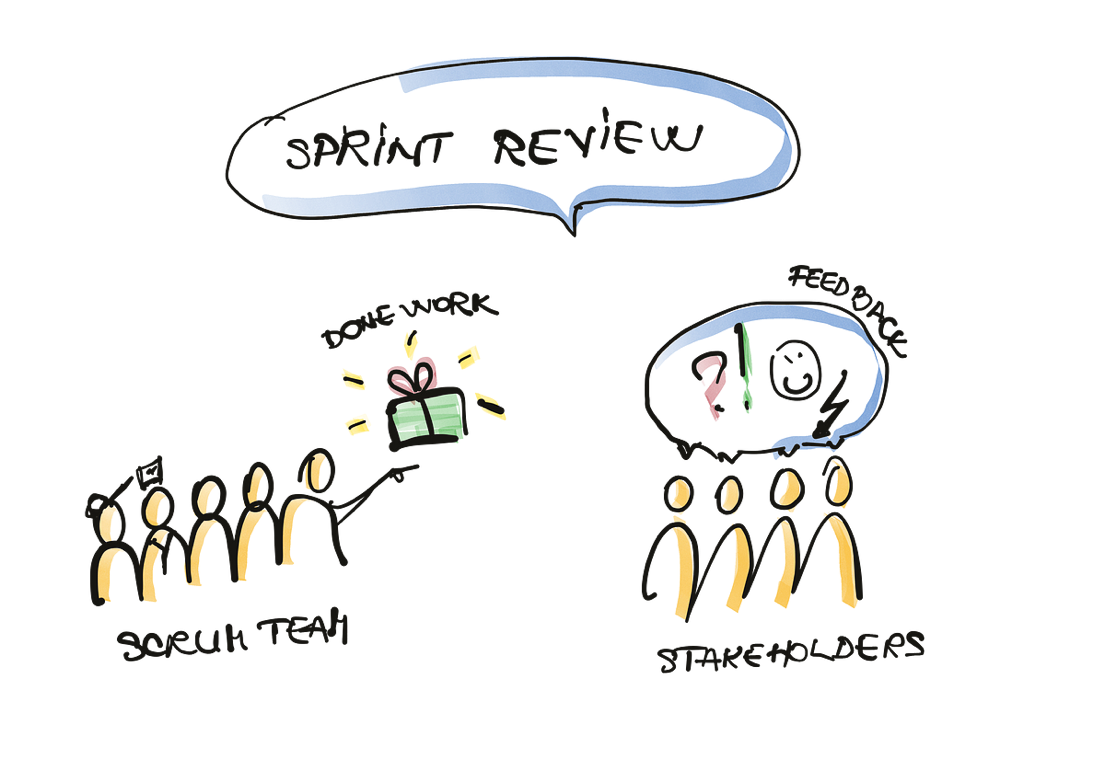 SPRINT REVIEW
DONE WORK
FEEDBACK
? !
SCRUM TEAM
STAKEHOLDERS